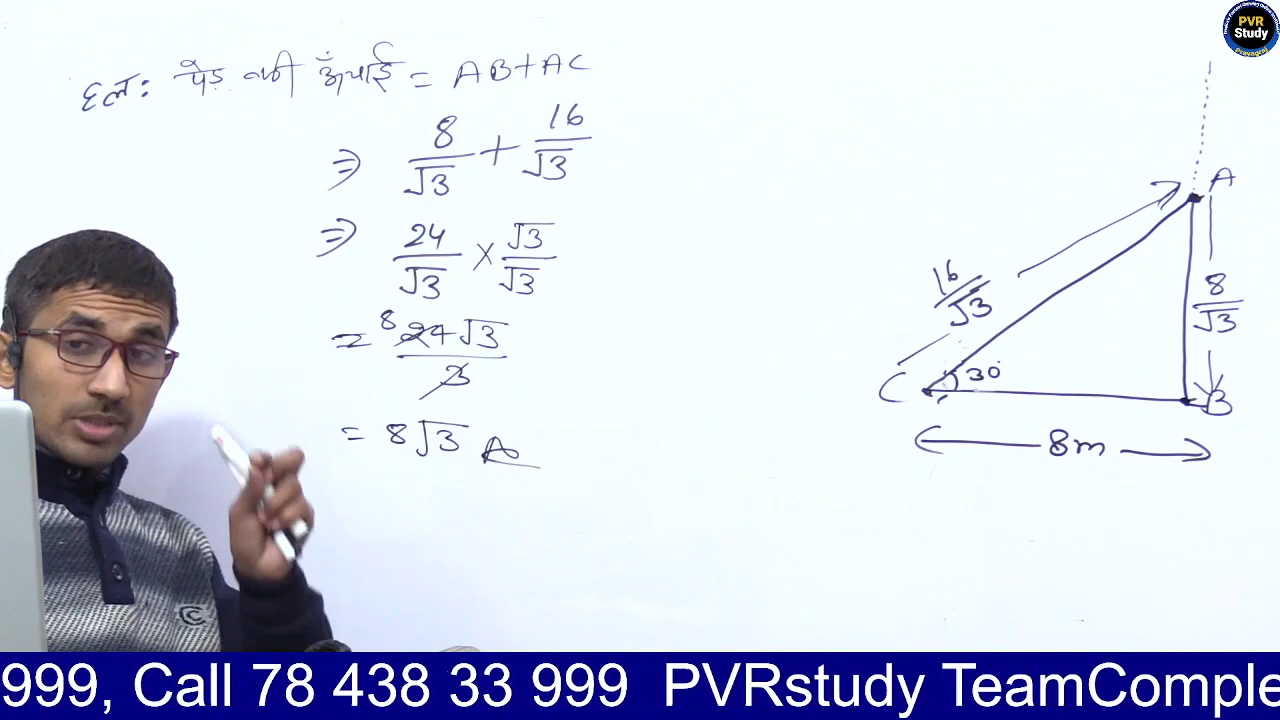 हल: पेड़ की ऊँचाई = AB + AC
⇒ 8/√3 + 16/√3
⇒ 24/√3 × √3/√3
= 8 24√3/3
= 8√3 A
A
16/√3
8/√3
C 30° B
8m
PVR
Study
Prayagraj
999, Call 78 438 33 999 PVRstudy TeamComple